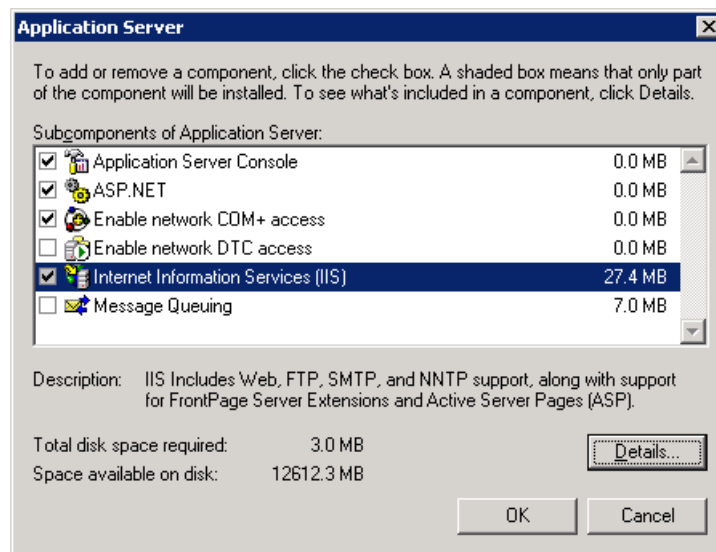 Application Server
To add or remove a component, click the check box. A shaded box means that only part
of the component will be installed. To see what's included in a component, click Details.
Subcomponents of Application Server:
Application Server Console 0.0 MB
ASP.NET 0.0 MB
Enable network COM+ access 0.0 MB
Enable network DTC access 0.0 MB
Internet Information Services (IIS) 27.4 MB
Message Queuing 7.0 MB
Description: IIS Includes Web, FTP, SMTP, and NNTP support, along with support
for FrontPage Server Extensions and Active Server Pages (ASP).
Total disk space required: 3.0 MB
Space available on disk: 12612.3 MB
Details...
OK Cancel